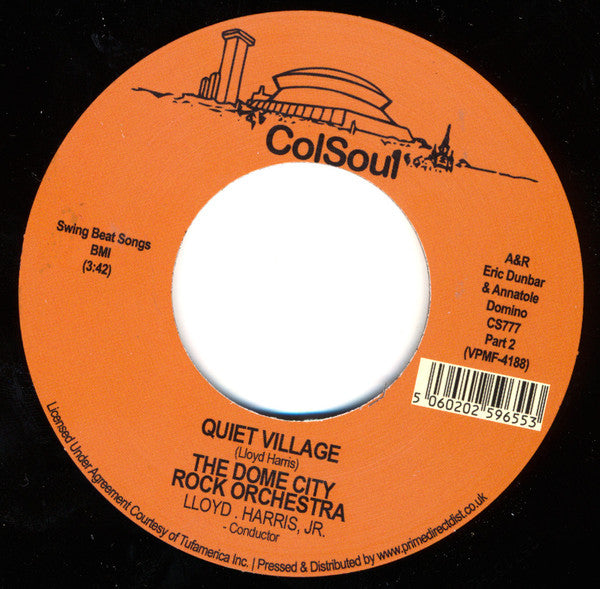 ColSoul
Swing Beat Songs
BMI
(3:42)
A&R
Eric Dunbar
& Annatole
Domino
CS777
Part 2
(VPMF-4188)
5 060202 596553
QUIET VILLAGE
(Lloyd Harris)
THE DOME CITY
ROCK ORCHESTRA
LLOYD . HARRIS, JR.
- Conductor
Licensed Under Agreement Courtesy of Tufamerica Inc. | Pressed & Distributed by www.primedirectdist.co.uk